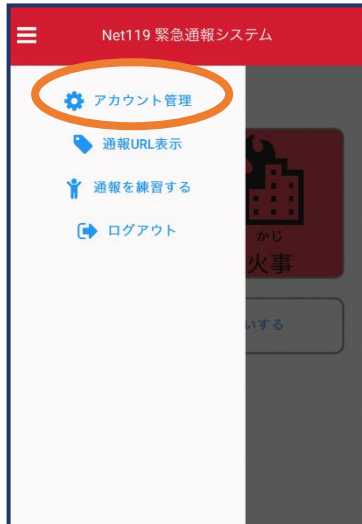 Net119 緊急通報システム
アカウント管理
通報URL表示
通報を練習する
ログアウト
かじ
火事
いする